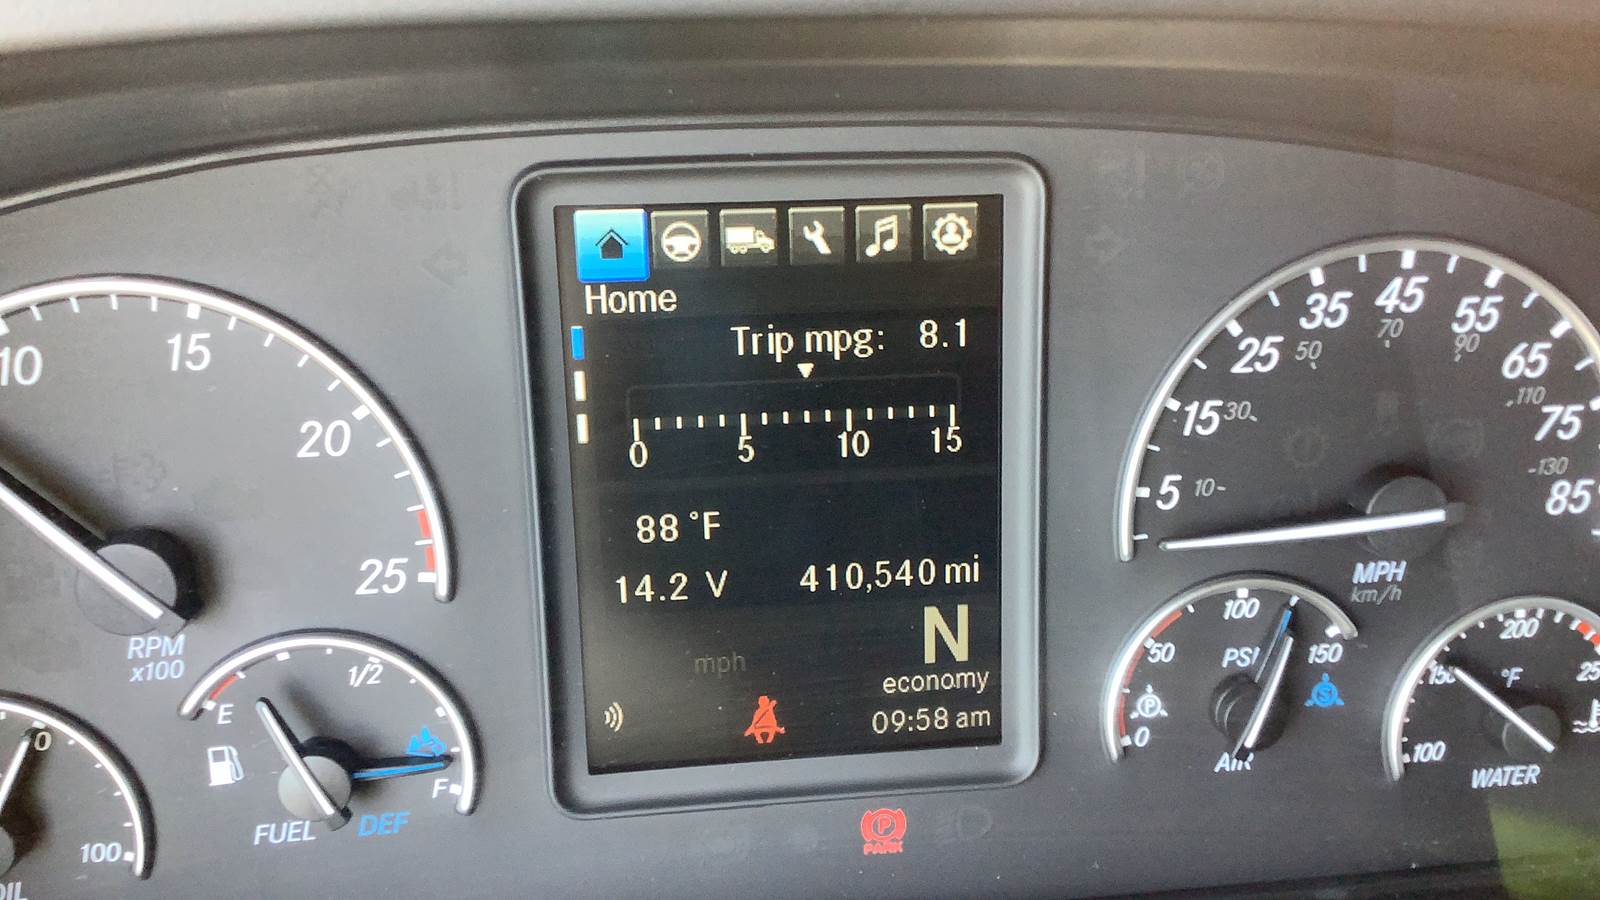 Home
Trip mpg: 8.1
0 5 10 15
88 °F
14.2 V 410,540 mi
N
mph
economy
09:58 am
10 15 20 25
RPM
x100
E 1/2 F
FUEL DEF
0
100
OIL
5 15 25 35 45 55 65 75 85
10 30 50 70 90 110 130
MPH
km/h
0 50 100 150
PSI
P
S
AIR
100 150 200
°F
WATER
P
PARK